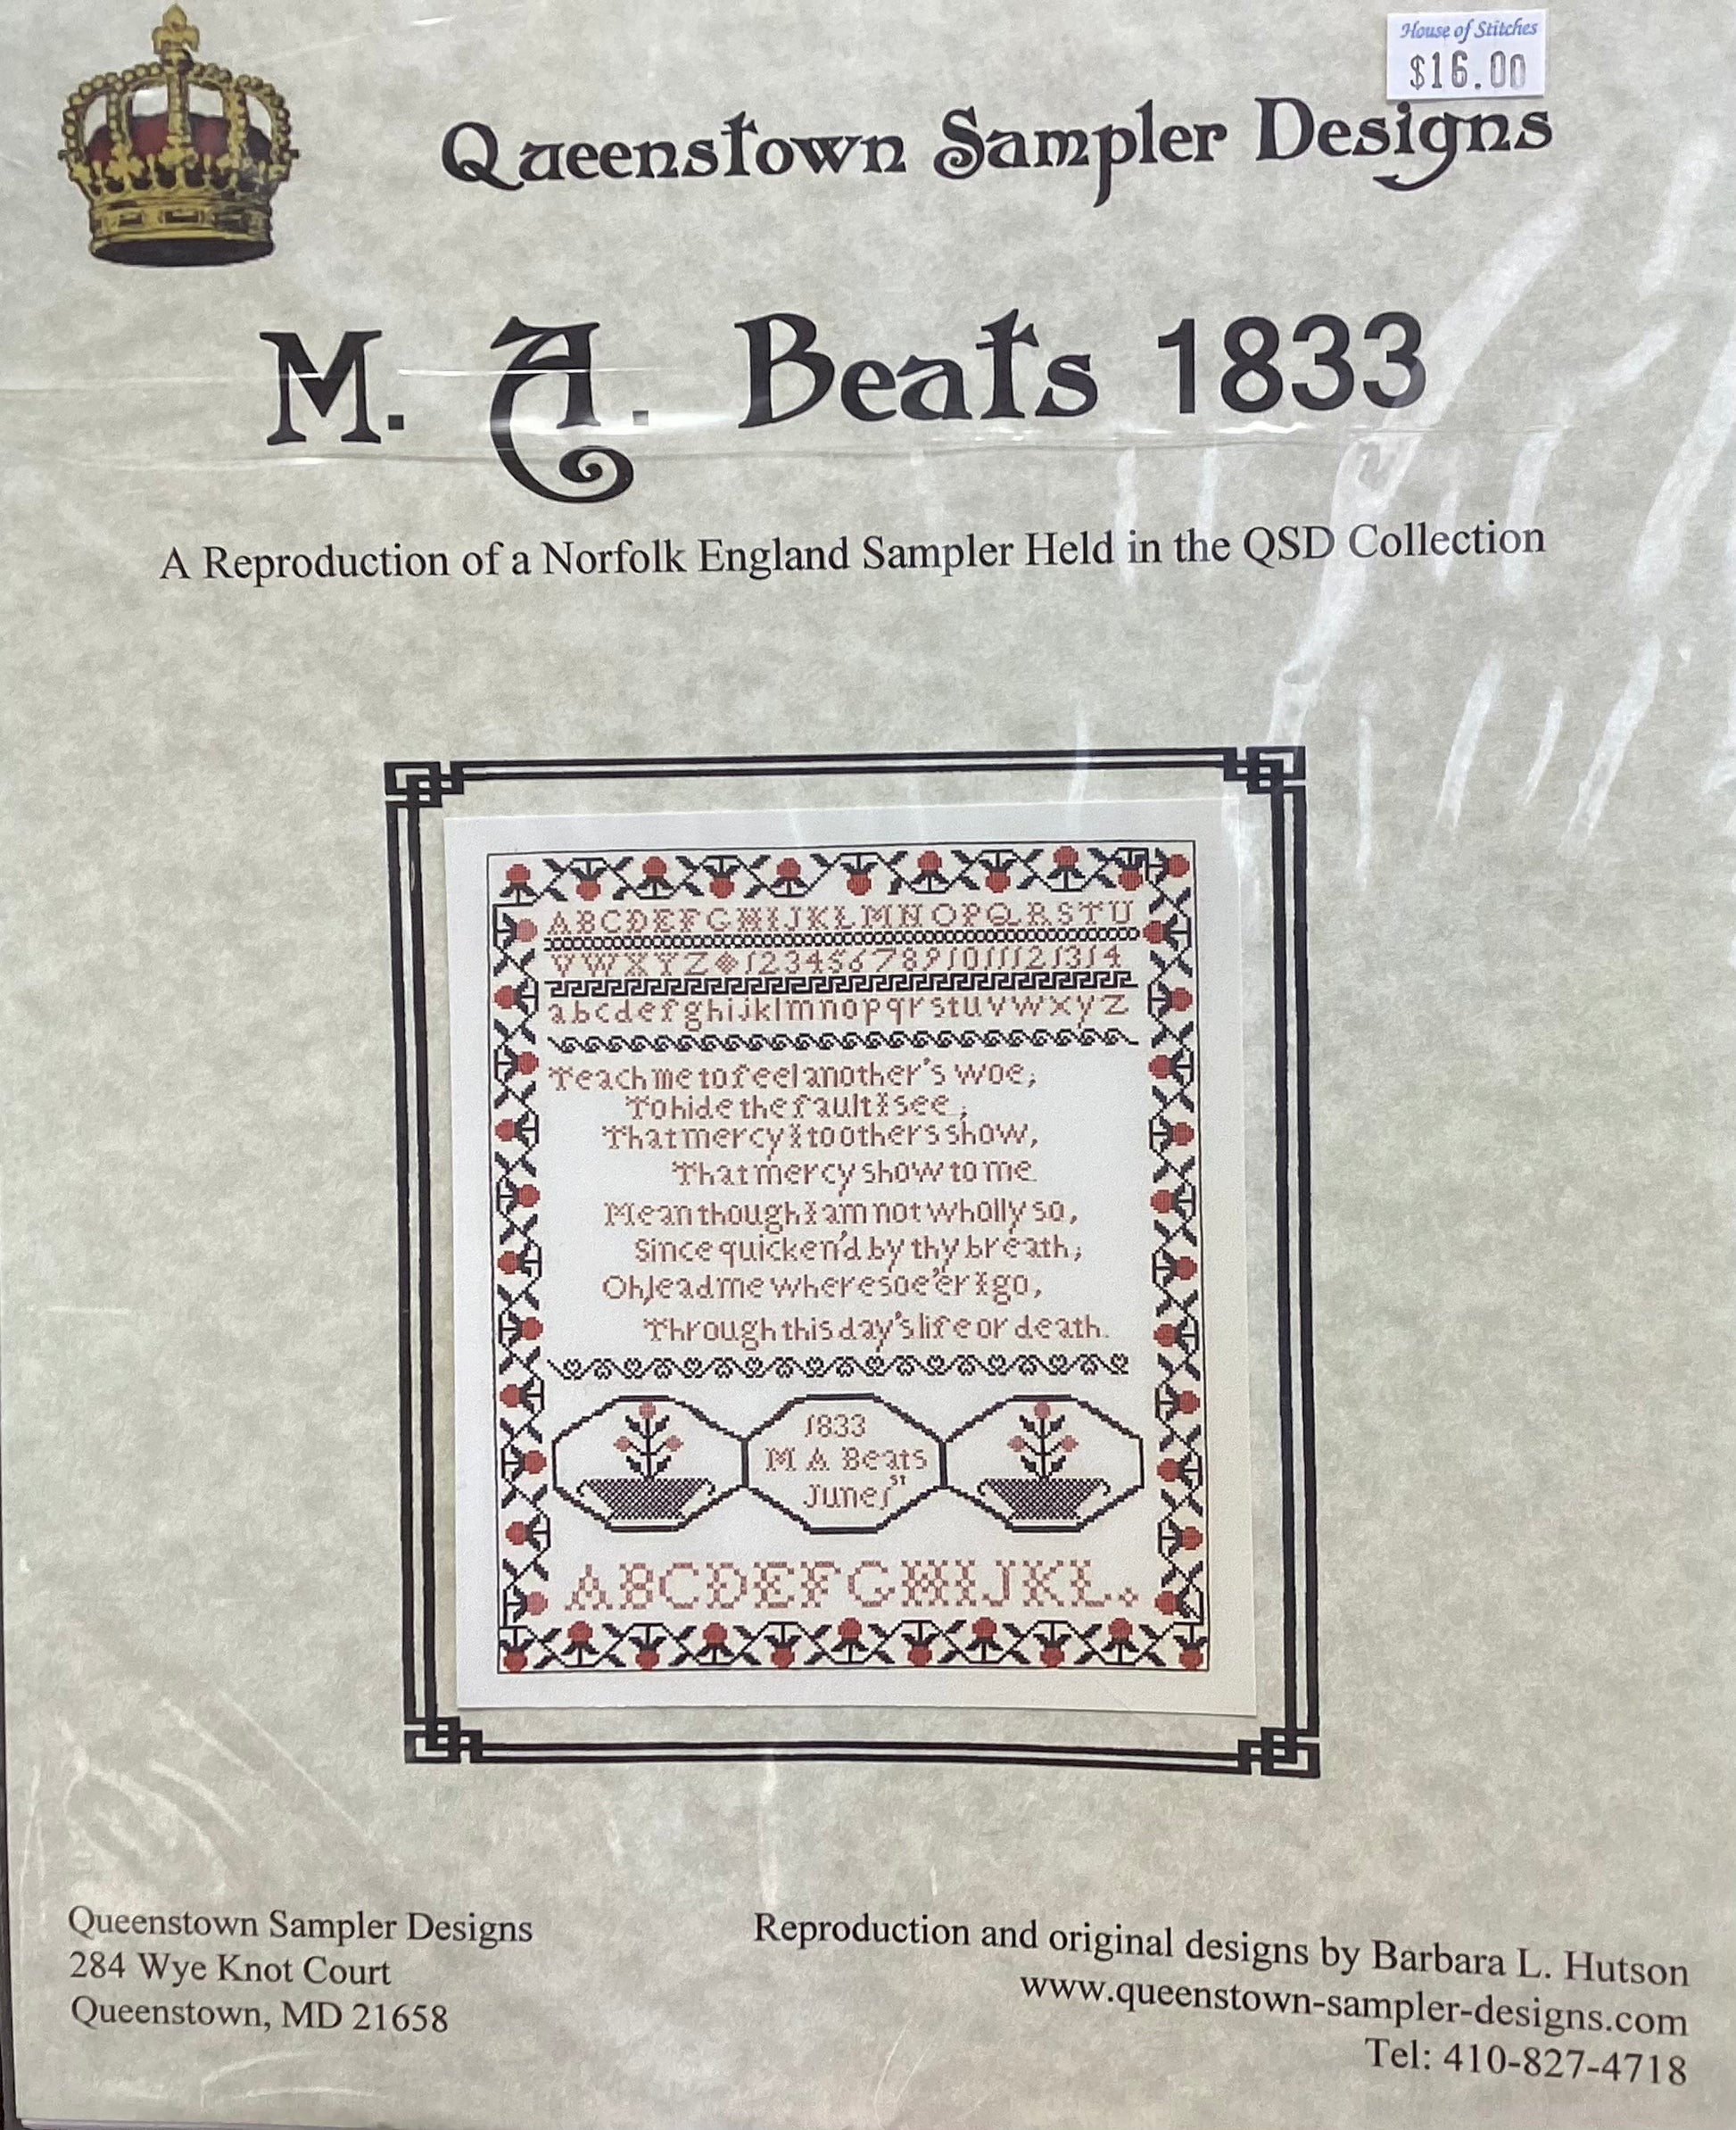 House of Stitches
$16.00
Queenstown Sampler Designs
M. A. Beats 1833
A Reproduction of a Norfolk England Sampler Held in the QSD Collection
ABCDEFGHIJKLMNOPQRSTU
VWXYZ 1234567891011121314
abcdefghijklmnopqrstuvwxyz
Teach me to feel another's woe;
To hide the fault I see;
That mercy I to others show,
That mercy show to me
Mean though I am not wholly so,
Since quicken'd by thy breath;
Oh, lead me wheresoe'er I go,
Through this day's life or death.
1833
M A Beats
June 1st
ABCDEFGHIJKL.
Queenstown Sampler Designs
284 Wye Knot Court
Queenstown, MD 21658
Reproduction and original designs by Barbara L. Hutson
www.queenstown-sampler-designs.com
Tel: 410-827-4718